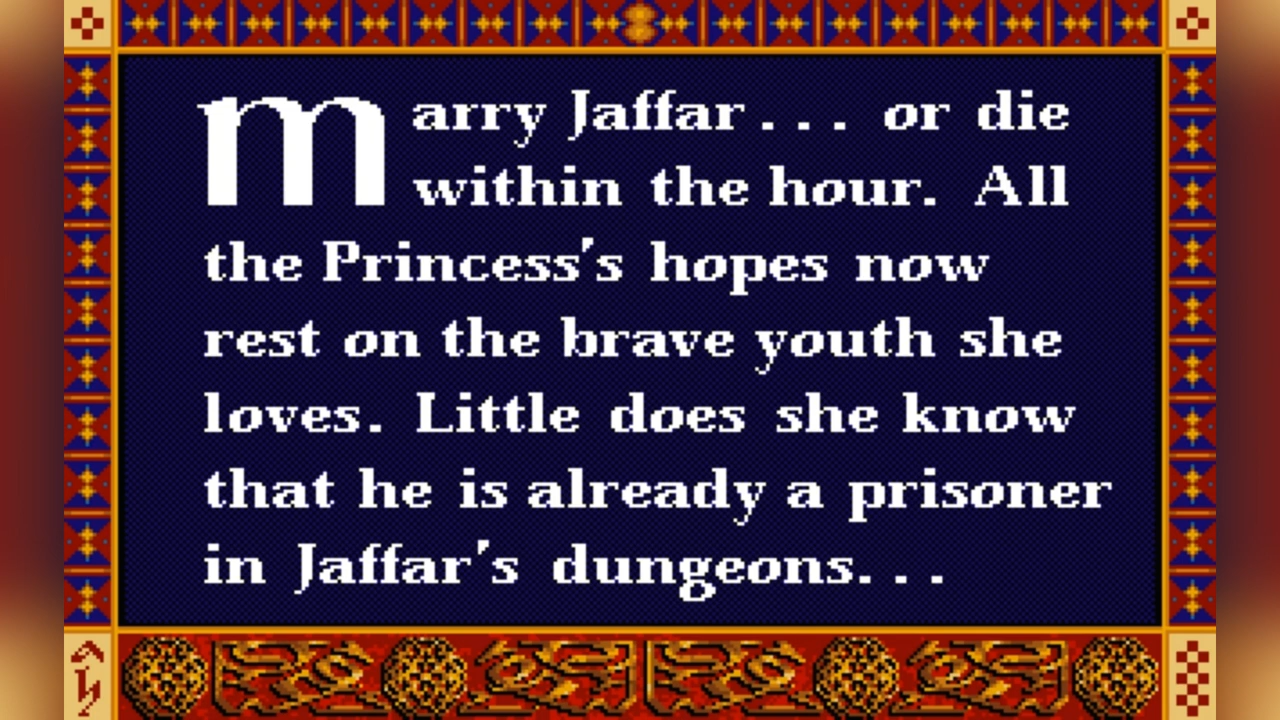 Marry Jaffar... or die
within the hour. All
the Princess's hopes now
rest on the brave youth she
loves. Little does she know
that he is already a prisoner
in Jaffar's dungeons...